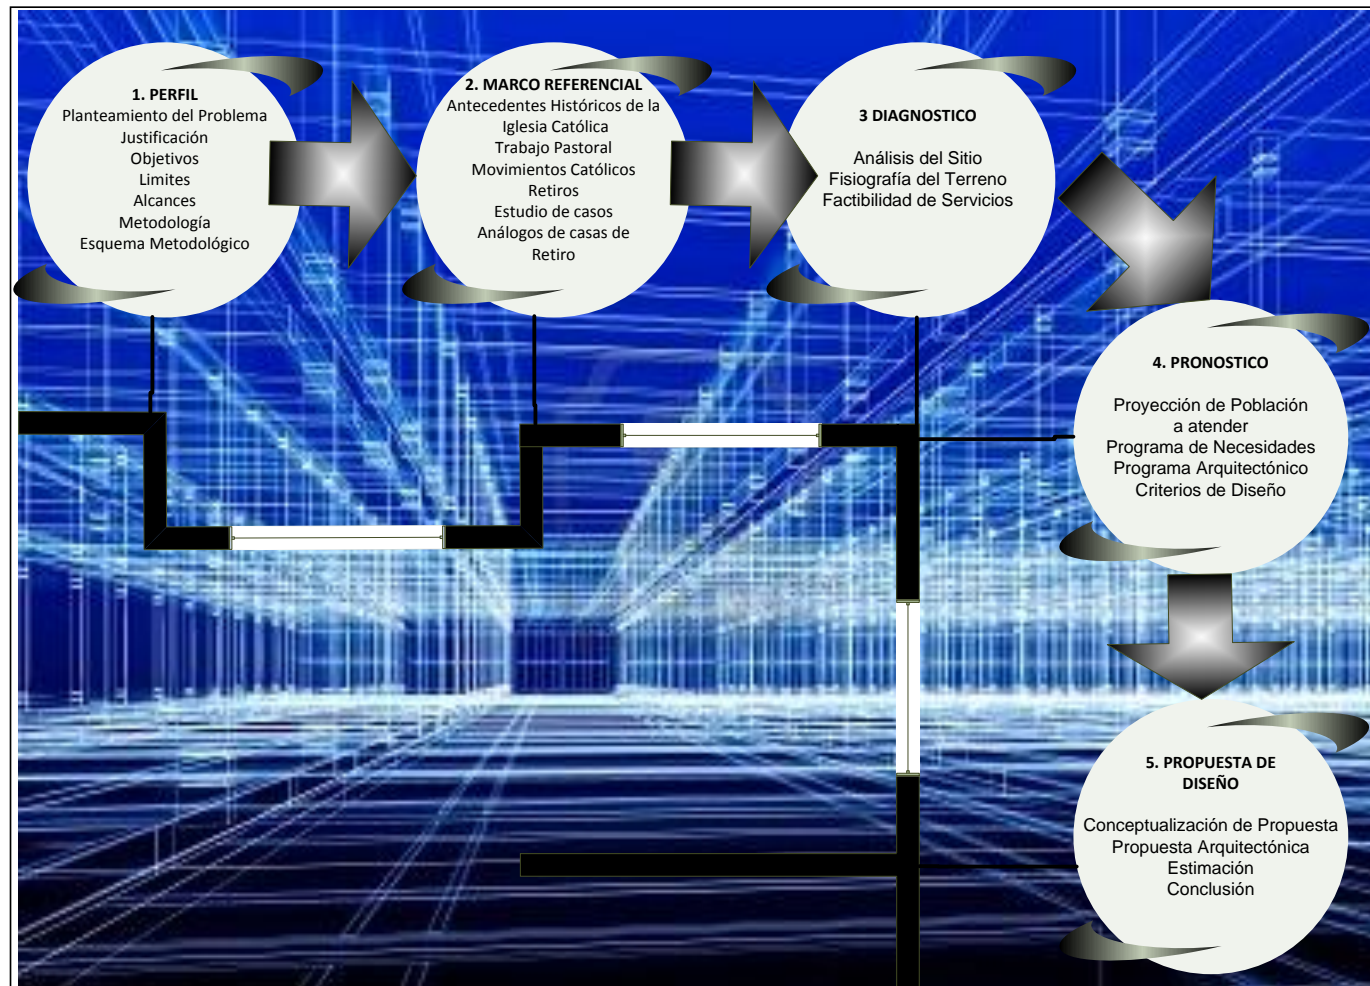 1. PERFIL
Planteamiento del Problema
Justificación
Objetivos
Limites
Alcances
Metodología
Esquema Metodológico
2. MARCO REFERENCIAL
Antecedentes Históricos de la
Iglesia Católica
Trabajo Pastoral
Movimientos Católicos
Retiros
Estudio de casos
Análogos de casas de
Retiro
3 DIAGNOSTICO
Análisis del Sitio
Fisiografía del Terreno
Factibilidad de Servicios
4. PRONOSTICO
Proyección de Población
a atender
Programa de Necesidades
Programa Arquitectónico
Criterios de Diseño
5. PROPUESTA DE
DISEÑO
Conceptualización de Propuesta
Propuesta Arquitectónica
Estimación
Conclusión